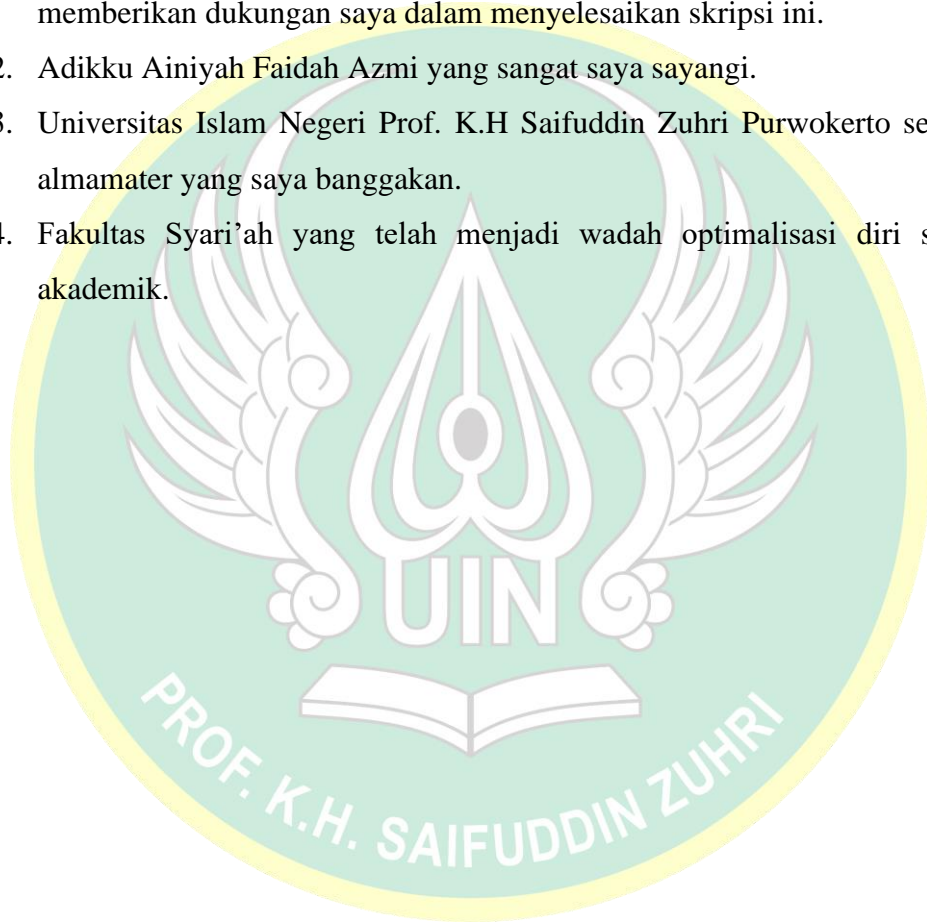 memberikan dukungan saya dalam menyelesaikan skripsi ini.
2. Adikku Ainiyah Faidah Azmi yang sangat saya sayangi.
3. Universitas Islam Negeri Prof. K.H Saifuddin Zuhri Purwokerto se
almamater yang saya banggakan.
4. Fakultas Syari’ah yang telah menjadi wadah optimalisasi diri s
akademik.
UIN
PROF. K.H. SAIFUDDIN ZUHRI